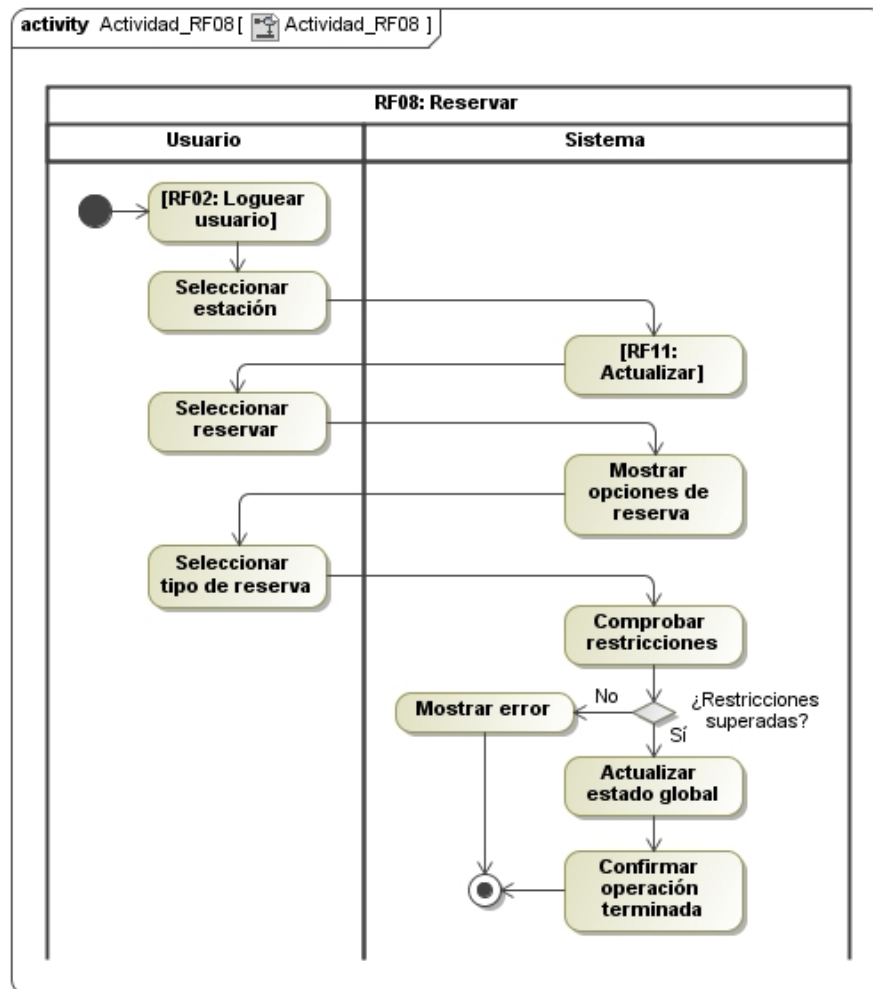 activity Actividad_RF08 [ Actividad_RF08 ]
RF08: Reservar
Usuario
Sistema
[RF02: Loguear
usuario]
Seleccionar
estación
[RF11:
Actualizar]
Seleccionar
reservar
Mostrar
opciones de
reserva
Seleccionar
tipo de reserva
Comprobar
restricciones
¿Restricciones
superadas?
No
Mostrar error
Sí
Actualizar
estado global
Confirmar
operación
terminada